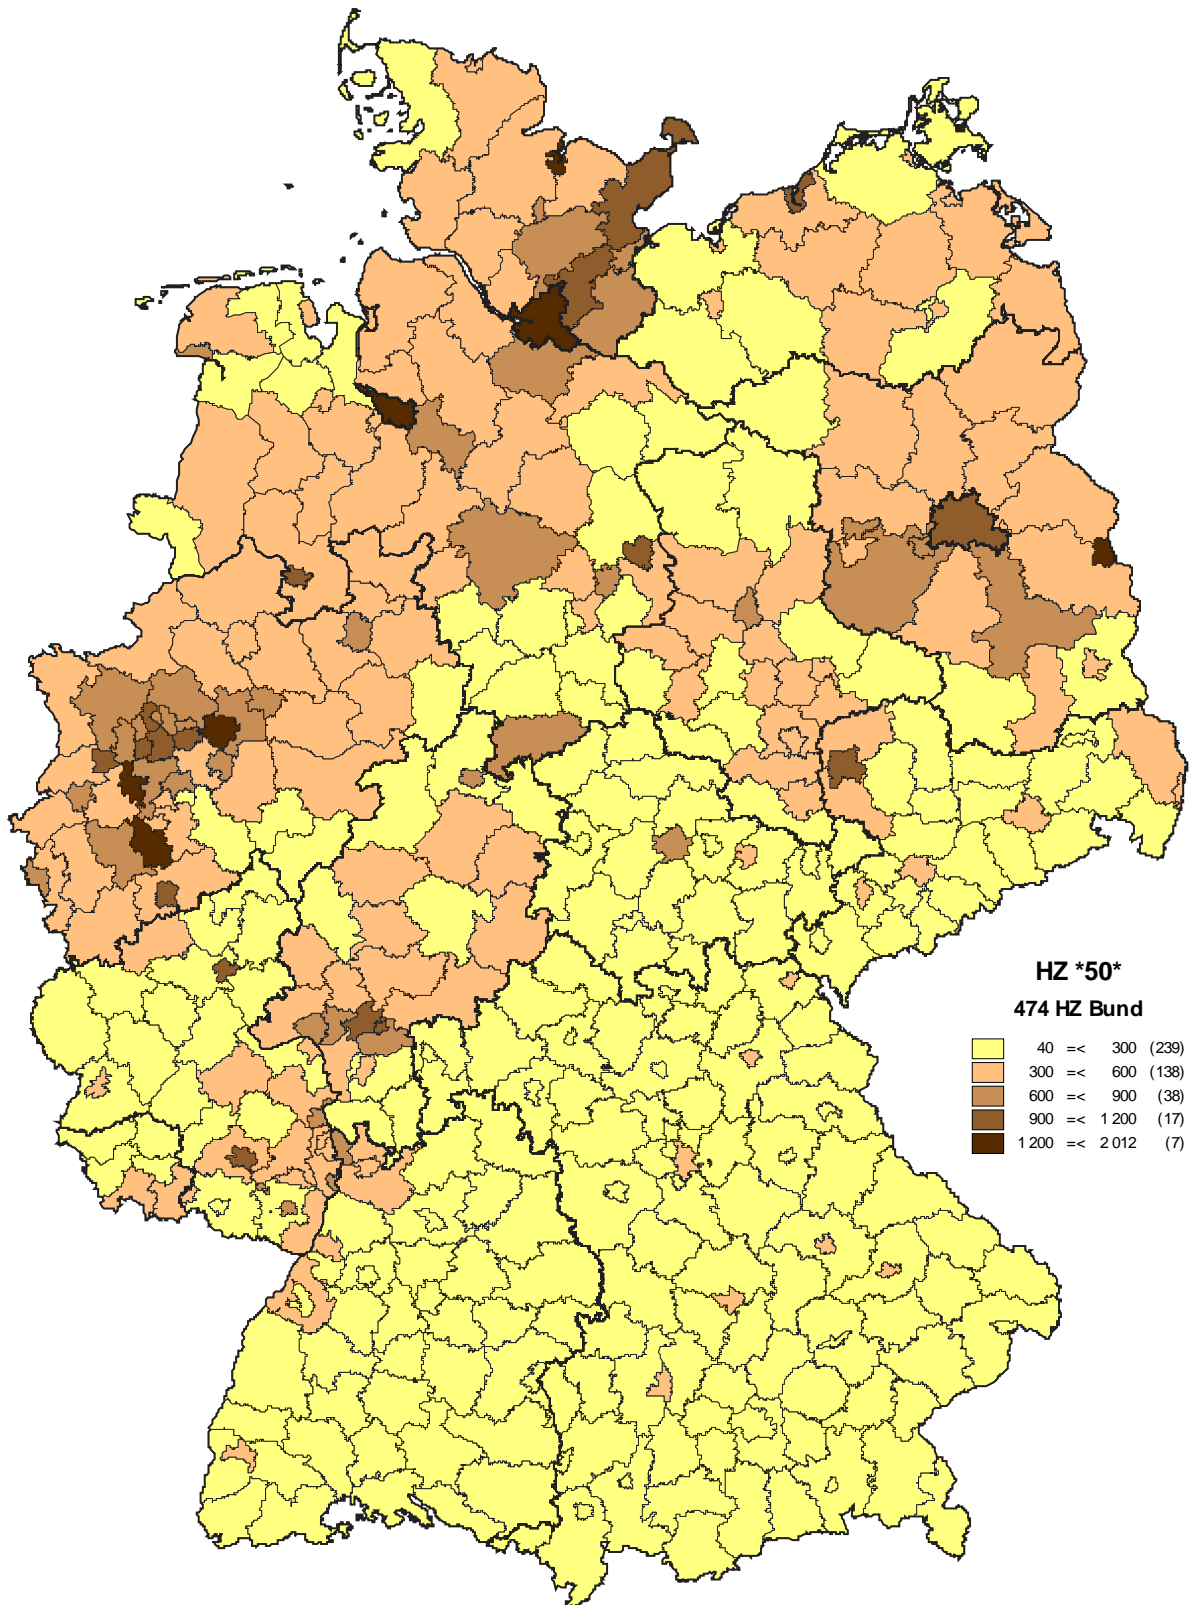 HZ *50*
474 HZ Bund
40 =< 300 (239)
300 =< 600 (138)
600 =< 900 (38)
900 =< 1 200 (17)
1 200 =< 2 012 (7)